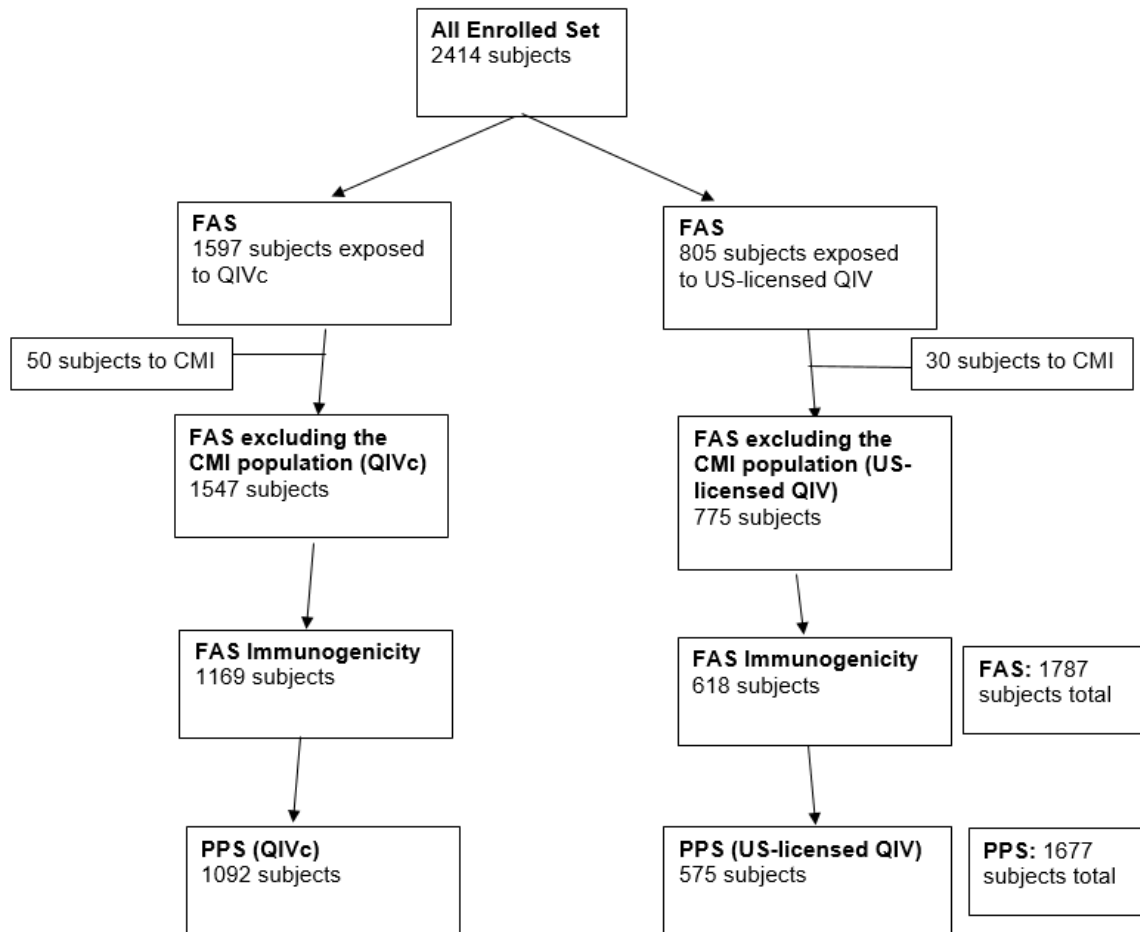 All Enrolled Set
2414 subjects
FAS
1597 subjects exposed
to QIVc
FAS
805 subjects exposed
to US-licensed QIV
50 subjects to CMI
30 subjects to CMI
FAS excluding the
CMI population (QIVc)
1547 subjects
FAS excluding the
CMI population (US-
licensed QIV)
775 subjects
FAS Immunogenicity
1169 subjects
FAS Immunogenicity
618 subjects
FAS: 1787
subjects total
PPS (QIVc)
1092 subjects
PPS (US-licensed QIV)
575 subjects
PPS: 1677
subjects total